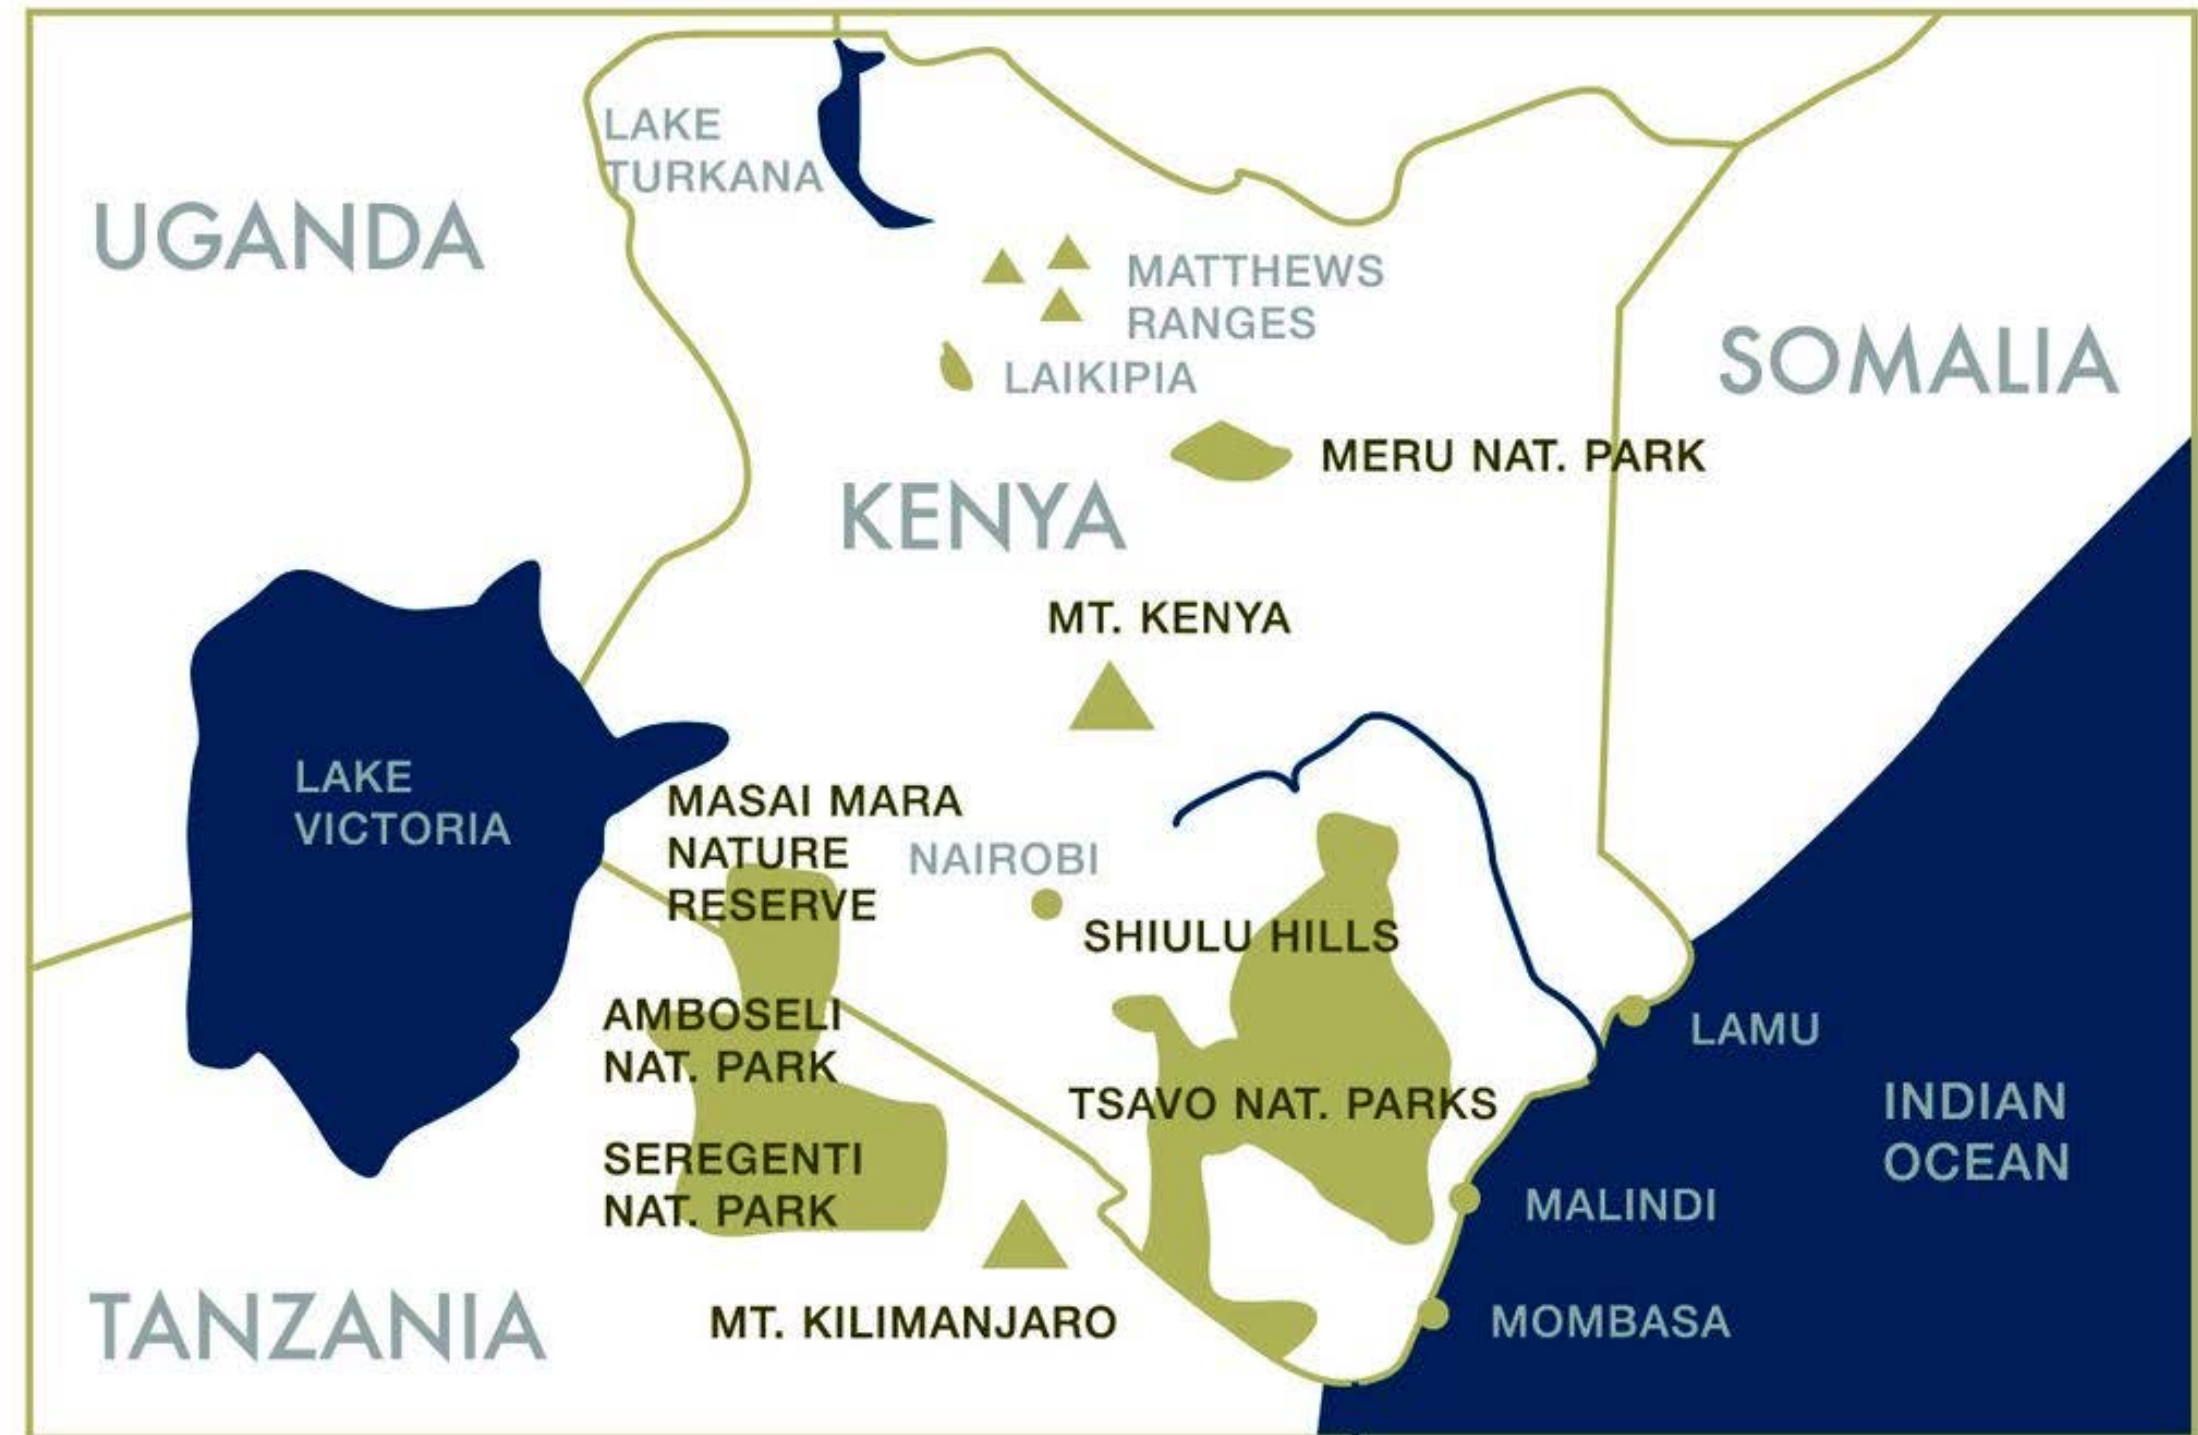 LAKE
TURKANA
UGANDA
MATTHEWS
RANGES
SOMALIA
LAIKIPIA
MERU NAT. PARK
KENYA
MT. KENYA
LAKE
VICTORIA
MASAI MARA
NATURE
RESERVE
NAIROBI
SHIULU HILLS
AMBOSELI
NAT. PARK
LAMU
TSAVO NAT. PARKS
INDIAN
OCEAN
SEREGENTI
NAT. PARK
MALINDI
TANZANIA
MT. KILIMANJARO
MOMBASA